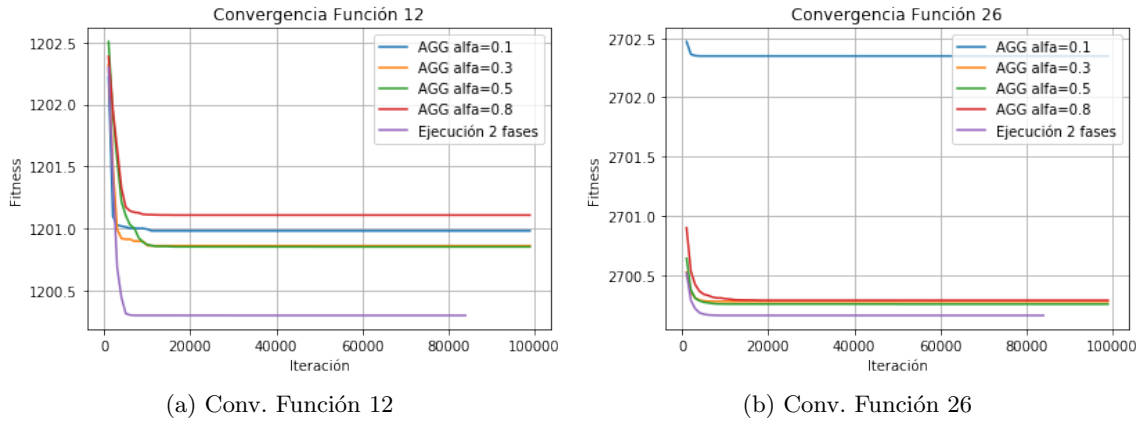 Convergencia Función 12
1202.5
1202.0
1201.5
1201.0
1200.5
Fitness
AGG alfa=0.1
AGG alfa=0.3
AGG alfa=0.5
AGG alfa=0.8
Ejecución 2 fases
0 20000 40000 60000 80000 100000
Iteración
(a) Conv. Función 12
Convergencia Función 26
2702.5
2702.0
2701.5
2701.0
2700.5
Fitness
AGG alfa=0.1
AGG alfa=0.3
AGG alfa=0.5
AGG alfa=0.8
Ejecución 2 fases
0 20000 40000 60000 80000 100000
Iteración
(b) Conv. Función 26